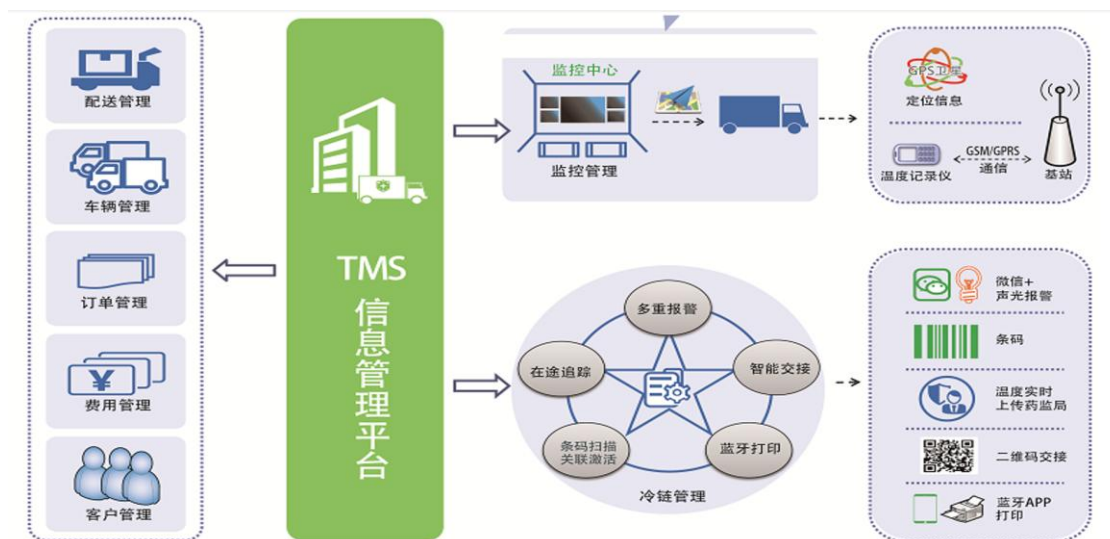 配送管理
车辆管理
订单管理
¥
费用管理
客户管理
TMS
信息管理平台
监控中心
监控管理
GPS卫星
定位信息
温度记录仪
GSM/GPRS
通信
基站
多重报警
在途追踪
智能交接
条码扫描
关联激活
蓝牙打印
冷链管理
微信+
声光报警
条码
温度实时
上传药监局
二维码交接
蓝牙APP
打印